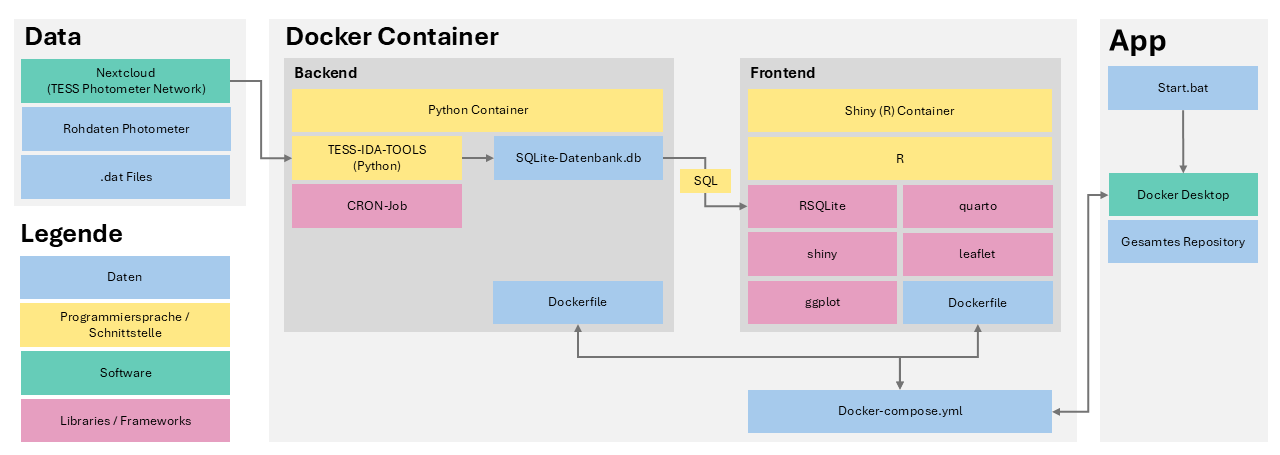 Data
Nextcloud
(TESS Photometer Network)
Rohdaten Photometer
.dat Files
Legende
Daten
Programmiersprache /
Schnittstelle
Software
Libraries / Frameworks
Docker Container
Backend
Python Container
TESS-IDA-TOOLS
(Python)
SQLite-Datenbank.db
CRON-Job
Dockerfile
SQL
Frontend
Shiny (R) Container
R
RSQLite
quarto
shiny
leaflet
ggplot
Dockerfile
Docker-compose.yml
App
Start.bat
Docker Desktop
Gesamtes Repository